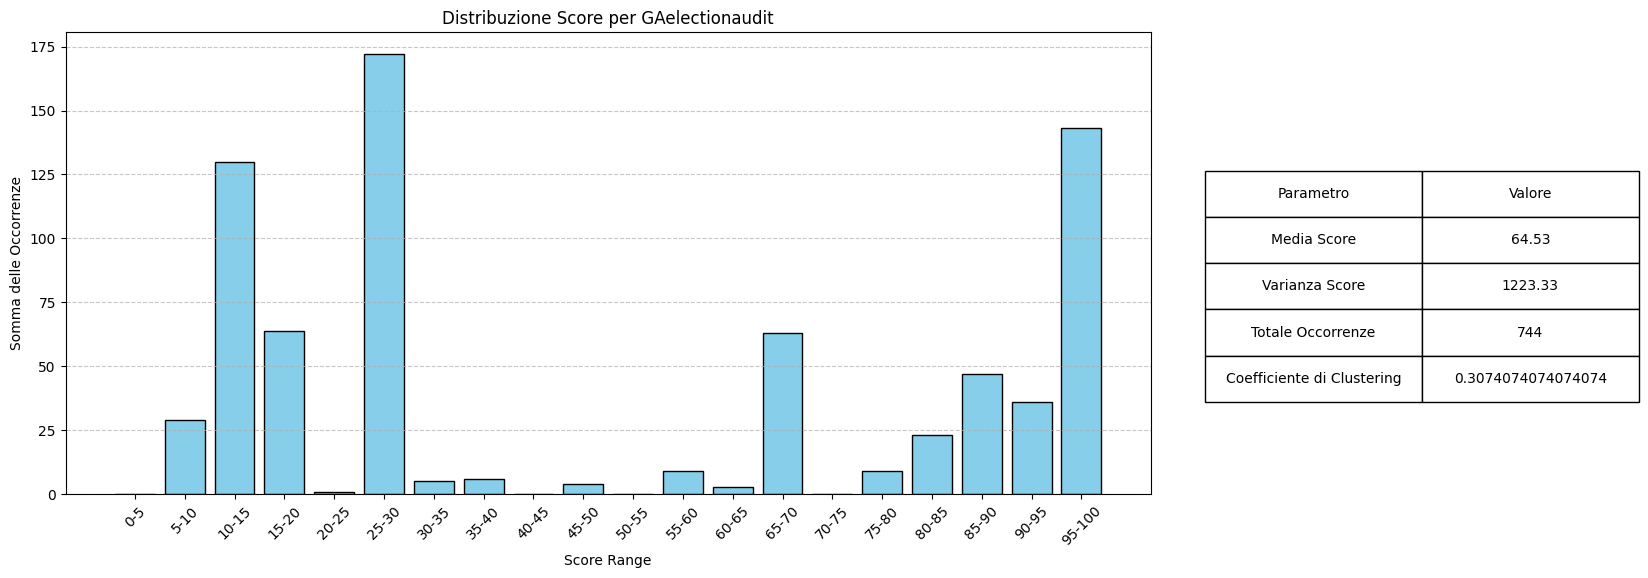 Distribuzione Score per GAelectionaudit
Somma delle Occorrenze
175
150
125
100
75
50
25
0
0-5 5-10 10-15 15-20 20-25 25-30 30-35 35-40 40-45 45-50 50-55 55-60 60-65 65-70 70-75 75-80 80-85 85-90 90-95 95-100
Score Range
Parametro Valore
Media Score 64.53
Varianza Score 1223.33
Totale Occorrenze 744
Coefficiente di Clustering 0.3074074074074074